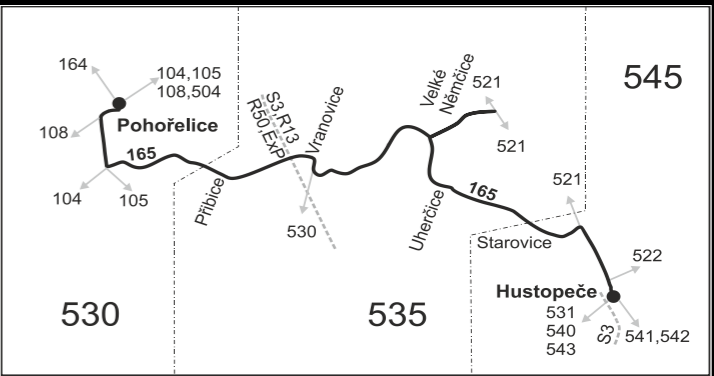 164
104,105
108,504
108
Pohořelice
165
104
105
Přibice
S3,R13
R50,ExP
Vranovice
530
Velké
Němčice
521
521
545
Uherčice
165
521
Starovice
522
Hustopeče
531
540
543
S3
541,542
530
535